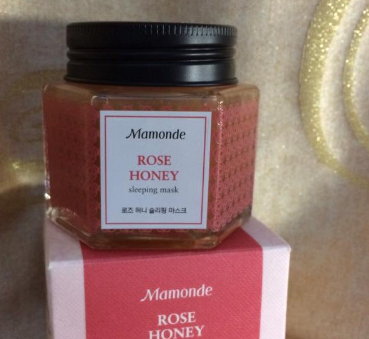 Mamonde
ROSE
HONEY
sleeping mask
로즈 허니 슬리핑 마스크
Mamonde
ROSE
HONEY